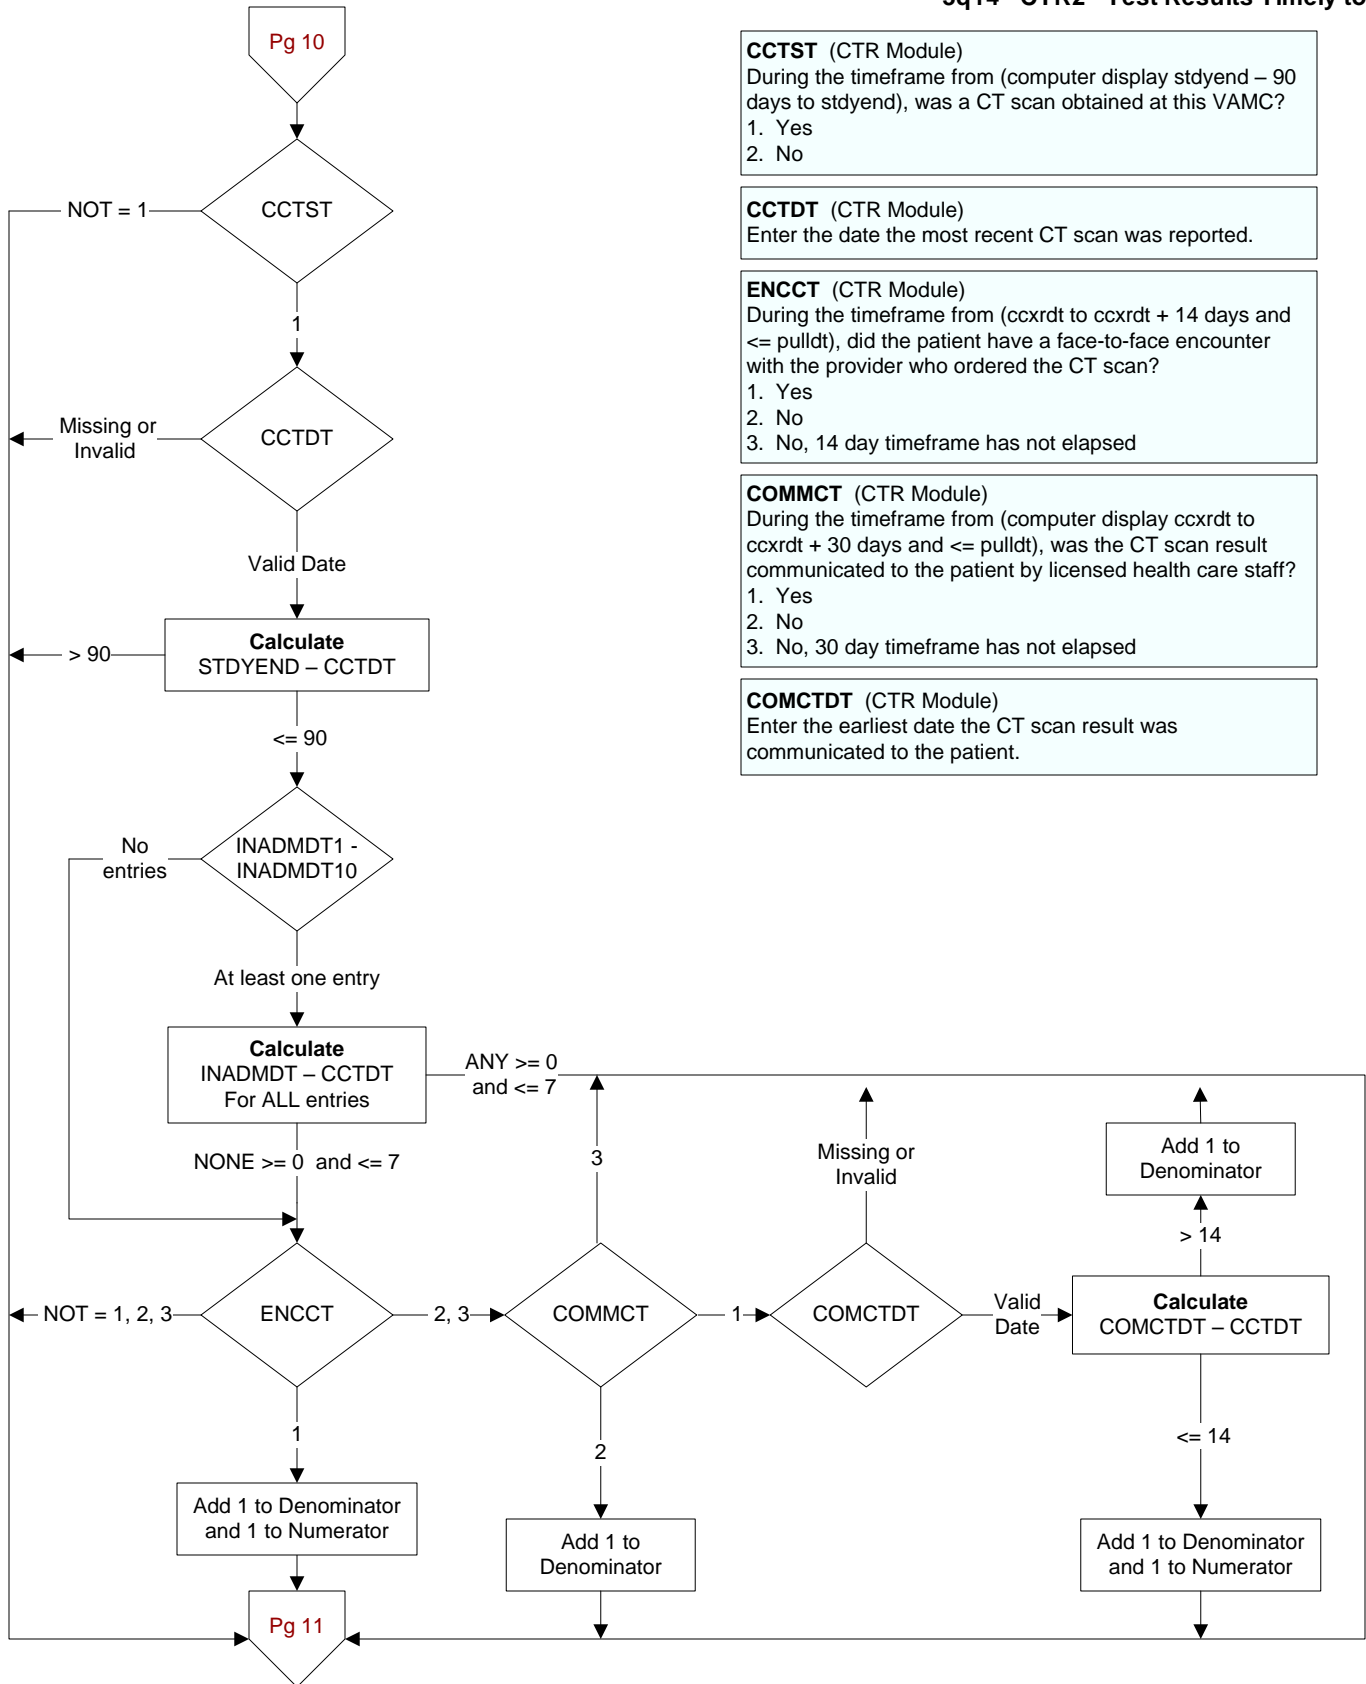 Pg 10
CCTST (CTR Module)
During the timeframe from (computer display stdyend – 90
days to stdyend), was a CT scan obtained at this VAMC?
1. Yes
2. No
NOT = 1
CCTST
CCTDT (CTR Module)
Enter the date the most recent CT scan was reported.
ENCCT (CTR Module)
During the timeframe from (ccxrdt to ccxrdt + 14 days and
<= pulldt), did the patient have a face-to-face encounter
with the provider who ordered the CT scan?
1. Yes
2. No
3. No, 14 day timeframe has not elapsed
1
Missing or
Invalid
CCTDT
COMMCT (CTR Module)
During the timeframe from (computer display ccxrdt to
ccxrdt + 30 days and <= pulldt), was the CT scan result
communicated to the patient by licensed health care staff?
1. Yes
2. No
3. No, 30 day timeframe has not elapsed
Valid Date
> 90
Calculate
STDYEND – CCTDT
COMCTDT (CTR Module)
Enter the earliest date the CT scan result was
communicated to the patient.
<= 90
No
entries
INADMDT1 -
INADMDT10
At least one entry
Calculate
INADMDT – CCTDT
For ALL entries
ANY >= 0
and <= 7
NONE >= 0 and <= 7
3
Missing or
Invalid
Add 1 to
Denominator
> 14
NOT = 1, 2, 3
ENCCT
2, 3
COMMCT
1
COMCTDT
Valid
Date
Calculate
COMCTDT – CCTDT
1
2
<= 14
Add 1 to Denominator
and 1 to Numerator
Add 1 to
Denominator
Add 1 to Denominator
and 1 to Numerator
Pg 11